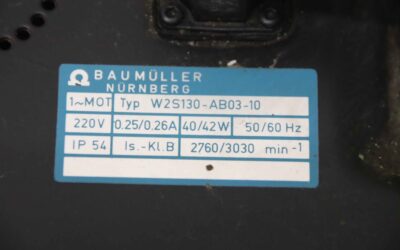 BAUMÜLLER
NÜRNBERG
1~MOT Typ W2S130-AB03-10
220V 0.25/0.26A 40/42W 50/60 Hz
IP 54 Is.-Kl.B 2760/3030 min-1